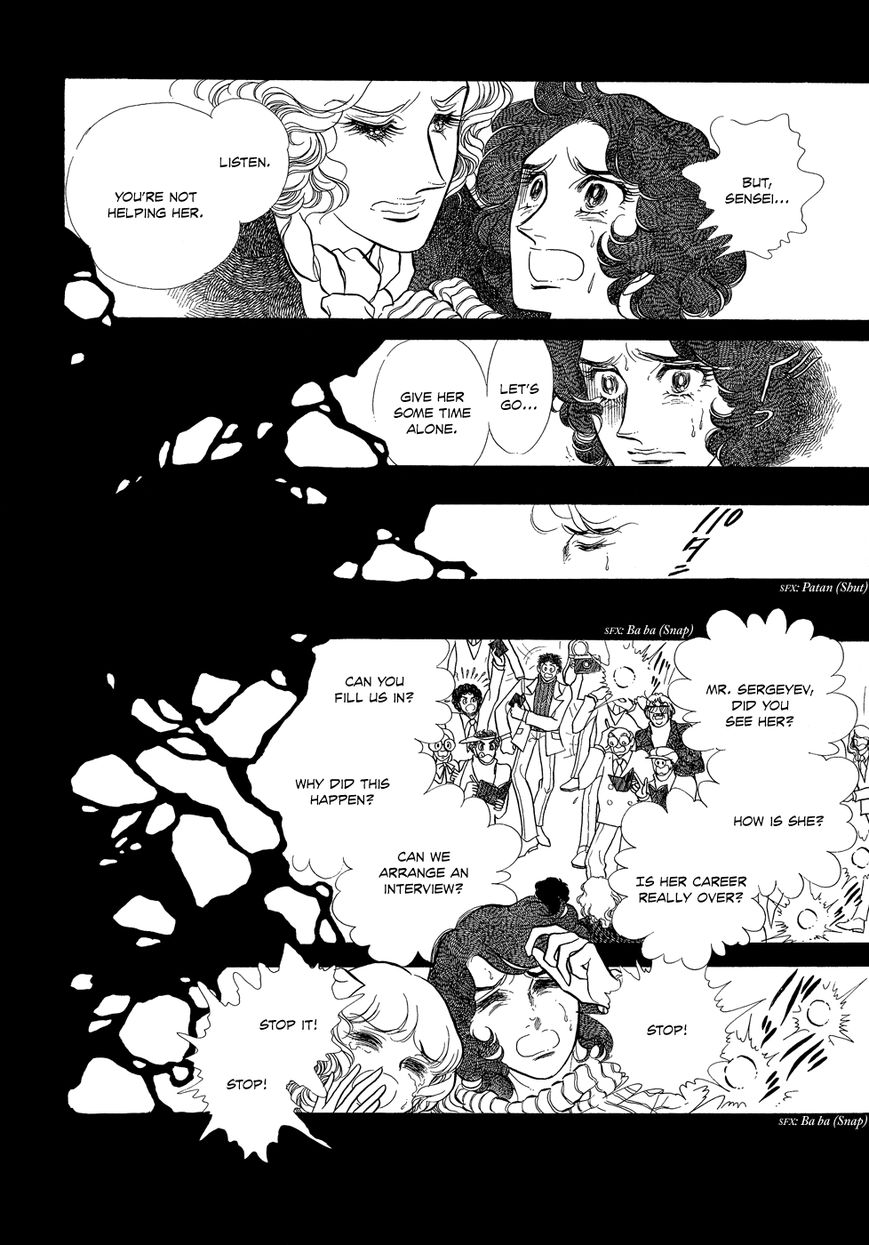 BUT,
SENSEI...
LISTEN.
YOU'RE NOT
HELPING HER.
LET'S
GO...
GIVE HER
SOME TIME
ALONE.
パタン
SFX: Patan (Shut)
SFX: Ba ba (Snap)
MR. SERGEYEV,
DID YOU
SEE HER?
HOW IS SHE?
IS HER CAREER
REALLY OVER?
CAN YOU
FILL US IN?
WHY DID THIS
HAPPEN?
CAN WE
ARRANGE AN
INTERVIEW?
STOP!
STOP IT!
STOP!
SFX: Ba ba (Snap)